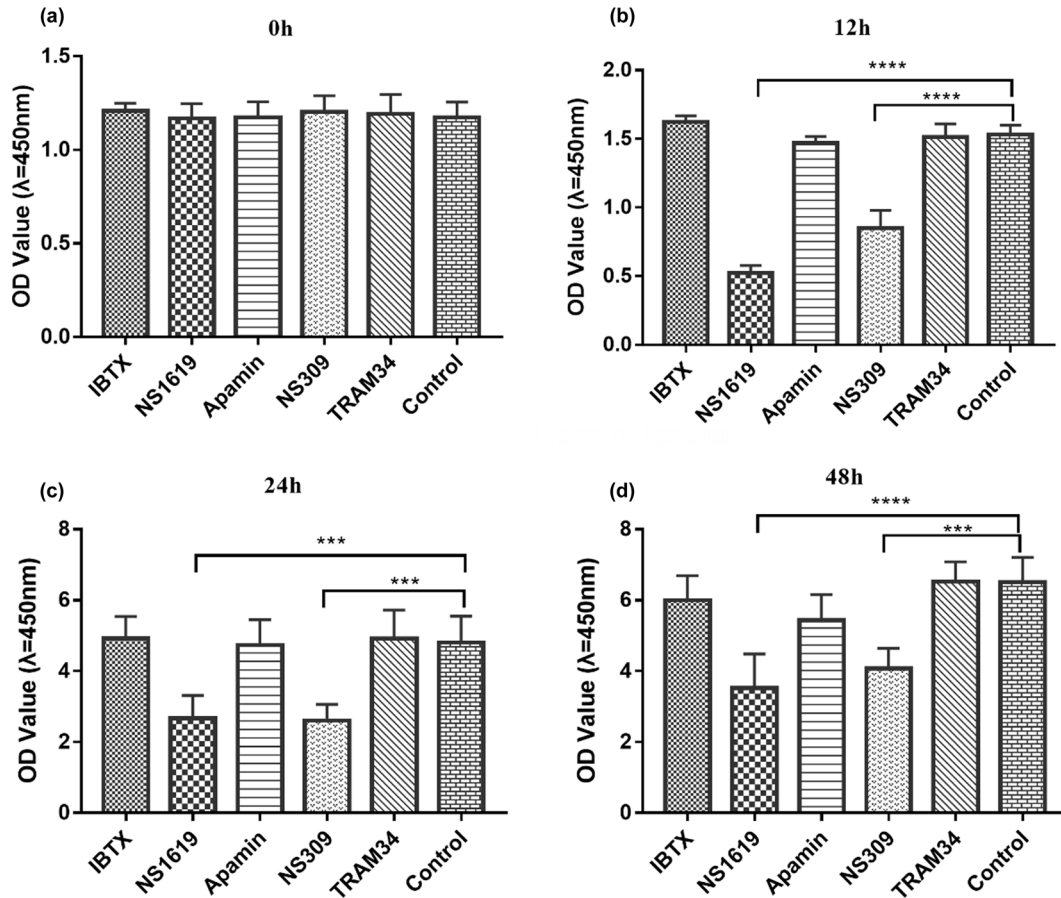 (a)
0h
OD Value (λ=450nm)
1.5
1.0
0.5
0.0
IBTX
NS1619
Apamin
NS309
TRAM34
Control
(b)
12h
OD Value (λ=450nm)
2.0
1.5
1.0
0.5
0.0
****
****
IBTX
NS1619
Apamin
NS309
TRAM34
Control
(c)
24h
OD Value (λ=450nm)
8
6
4
2
0
***
***
IBTX
NS1619
Apamin
NS309
TRAM34
Control
(d)
48h
OD Value (λ=450nm)
8
6
4
2
0
****
***
IBTX
NS1619
Apamin
NS309
TRAM34
Control